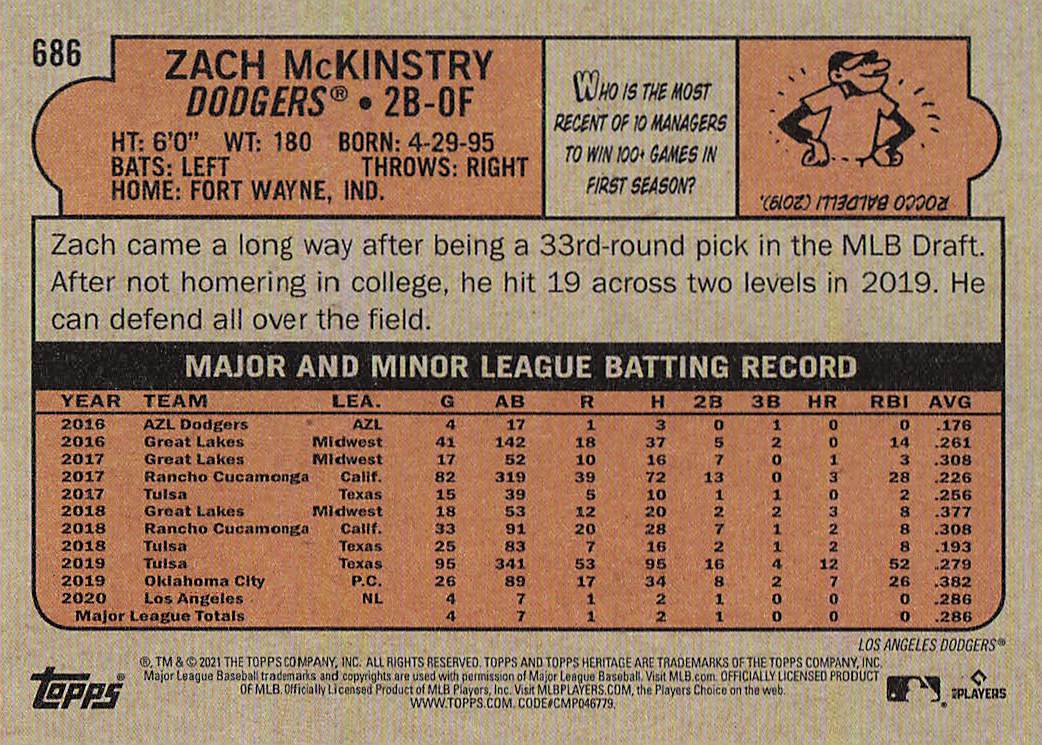 686
ZACH McKINSTRY
DODGERS® • 2B-OF
HT: 6'0" WT: 180 BORN: 4-29-95
BATS: LEFT THROWS: RIGHT
HOME: FORT WAYNE, IND.
WHO IS THE MOST
RECENT OF 10 MANAGERS
TO WIN 100+ GAMES IN
FIRST SEASON?
ROCCO BALDELLI (2019).
Zach came a long way after being a 33rd-round pick in the MLB Draft.
After not homering in college, he hit 19 across two levels in 2019. He
can defend all over the field.
MAJOR AND MINOR LEAGUE BATTING RECORD
YEAR TEAM LEA. G AB R H 2B 3B HR RBI AVG
2016 AZL Dodgers AZL 4 17 1 3 0 1 0 0 .176
2016 Great Lakes Midwest 41 142 18 37 5 2 0 14 .261
2017 Great Lakes Midwest 17 52 10 16 7 0 1 3 .308
2017 Rancho Cucamonga Calif. 82 319 39 72 13 0 3 28 .226
2017 Tulsa Texas 15 39 5 10 1 1 0 2 .256
2018 Great Lakes Midwest 18 53 12 20 2 2 3 8 .377
2018 Rancho Cucamonga Calif. 33 91 20 28 7 1 2 8 .308
2018 Tulsa Texas 25 83 7 16 2 1 2 8 .193
2019 Tulsa Texas 95 341 53 95 16 4 12 52 .279
2019 Oklahoma City P.C. 26 89 17 34 8 2 7 26 .382
2020 Los Angeles NL 4 7 1 2 1 0 0 0 .286
Major League Totals 4 7 1 2 1 0 0 0 .286
LOS ANGELES DODGERS®
®, TM & © 2021 THE TOPPS COMPANY, INC. ALL RIGHTS RESERVED. TOPPS AND TOPPS HERITAGE ARE TRADEMARKS OF THE TOPPS COMPANY, INC.
Major League Baseball trademarks and copyrights are used with permission of Major League Baseball. Visit MLB.com. OFFICIALLY LICENSED PRODUCT
OF MLB. Officially Licensed Product of MLB Players, Inc. Visit MLBPLAYERS.COM, the Players Choice on the web.
WWW.TOPPS.COM. CODE#CMP046779.
topps®
PLAYERS